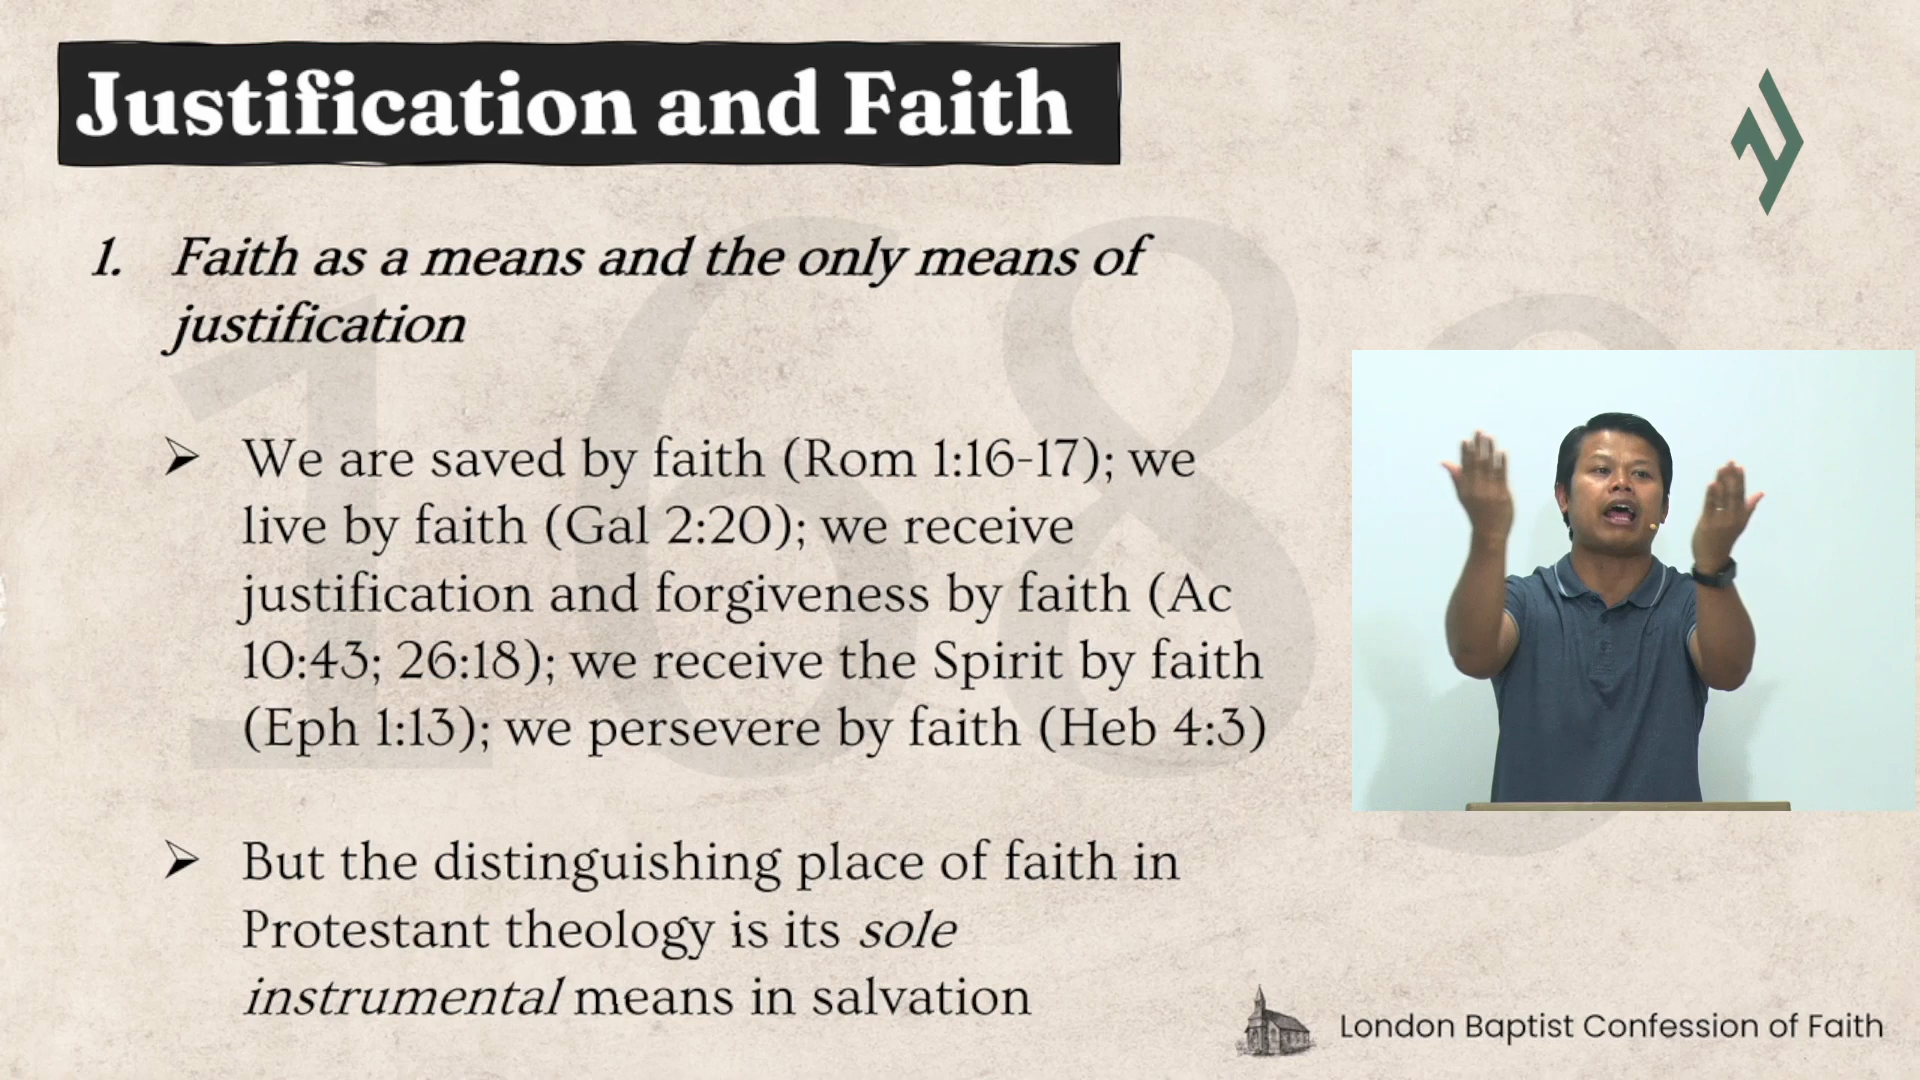 Justification and Faith
1. Faith as a means and the only means of
justification
➢ We are saved by faith (Rom 1:16-17); we
live by faith (Gal 2:20); we receive
justification and forgiveness by faith (Ac
10:43; 26:18); we receive the Spirit by faith
(Eph 1:13); we persevere by faith (Heb 4:3)
➢ But the distinguishing place of faith in
Protestant theology is its sole
instrumental means in salvation
London Baptist Confession of Faith
1689